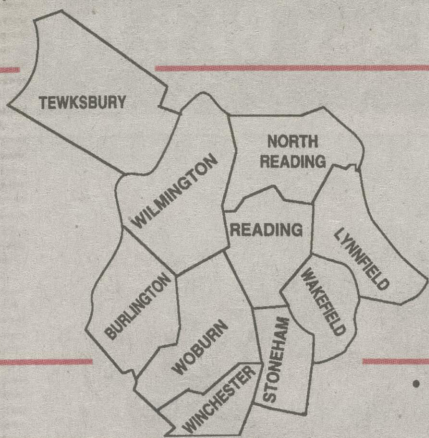 TEWKSBURY
WILMINGTON
NORTH
READING
READING
LYNNFIELD
BURLINGTON
WAKEFIELD
WOBURN
STONEHAM
WINCHESTER